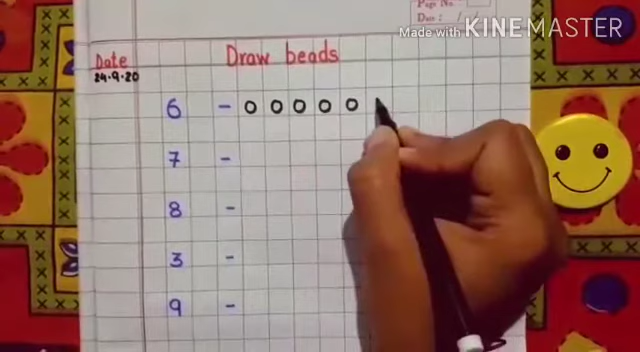 Page No.
Date : / /
Made with KINEMASTER
Date
24.9.20
Draw beads
6 - o o o o o
7 -
8 -
3 -
9 -